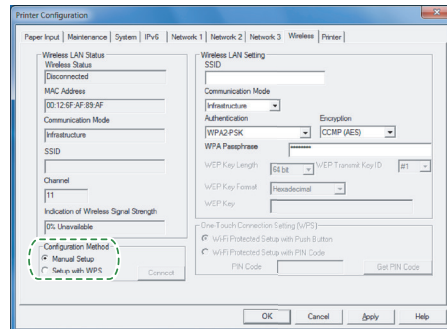 Printer Configuration
Paper Input Maintenance System IPv6 Network 1 Network 2 Network 3 Wireless Printer
Wireless LAN Status
Wireless Status
Disconnected
MAC Address
00:12:6F:AF:89:AF
Communication Mode
Infrastructure
SSID
Channel
11
Indication of Wireless Signal Strength
0% Unavailable
Configuration Method
Manual Setup
Setup with WPS
Connect
Wireless LAN Setting
SSID
Communication Mode
Infrastructure
Authentication Encryption
WPA2-PSK CCMP (AES)
WPA Passphrase ********
WEP Key Length 64 bit WEP Transmit Key ID #1
WEP Key Format Hexadecimal
WEP Key
One-Touch Connection Setting (WPS)
Wi-Fi Protected Setup with Push Button
Wi-Fi Protected Setup with PIN Code
PIN Code Get PIN Code
OK Cancel Apply Help